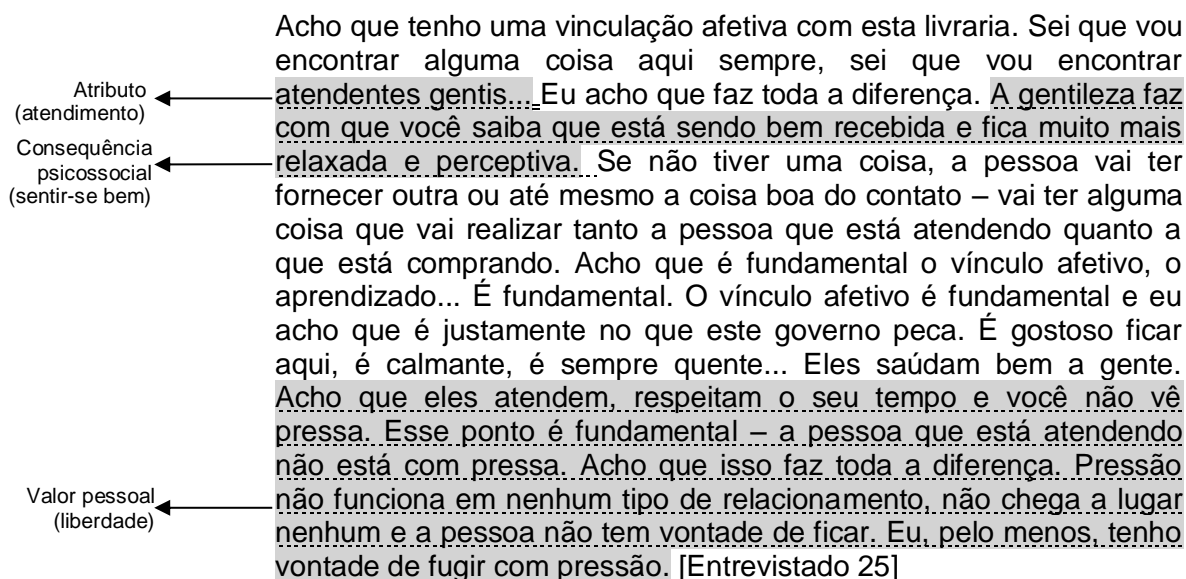 Acho que tenho uma vinculação afetiva com esta livraria. Sei que vou
encontrar alguma coisa aqui sempre, sei que vou encontrar
Atributo
(atendimento)
atendentes gentis... Eu acho que faz toda a diferença. A gentileza faz
com que você saiba que está sendo bem recebida e fica muito mais
Consequência
psicossocial
(sentir-se bem)
relaxada e perceptiva. Se não tiver uma coisa, a pessoa vai ter
fornecer outra ou até mesmo a coisa boa do contato – vai ter alguma
coisa que vai realizar tanto a pessoa que está atendendo quanto a
que está comprando. Acho que é fundamental o vínculo afetivo, o
aprendizado... É fundamental. O vínculo afetivo é fundamental e eu
acho que é justamente no que este governo peca. É gostoso ficar
aqui, é calmante, é sempre quente... Eles saúdam bem a gente.
Acho que eles atendem, respeitam o seu tempo e você não vê
pressa. Esse ponto é fundamental – a pessoa que está atendendo
não está com pressa. Acho que isso faz toda a diferença. Pressão
Valor pessoal
(liberdade)
não funciona em nenhum tipo de relacionamento, não chega a lugar
nenhum e a pessoa não tem vontade de ficar. Eu, pelo menos, tenho
vontade de fugir com pressão. [Entrevistado 25]